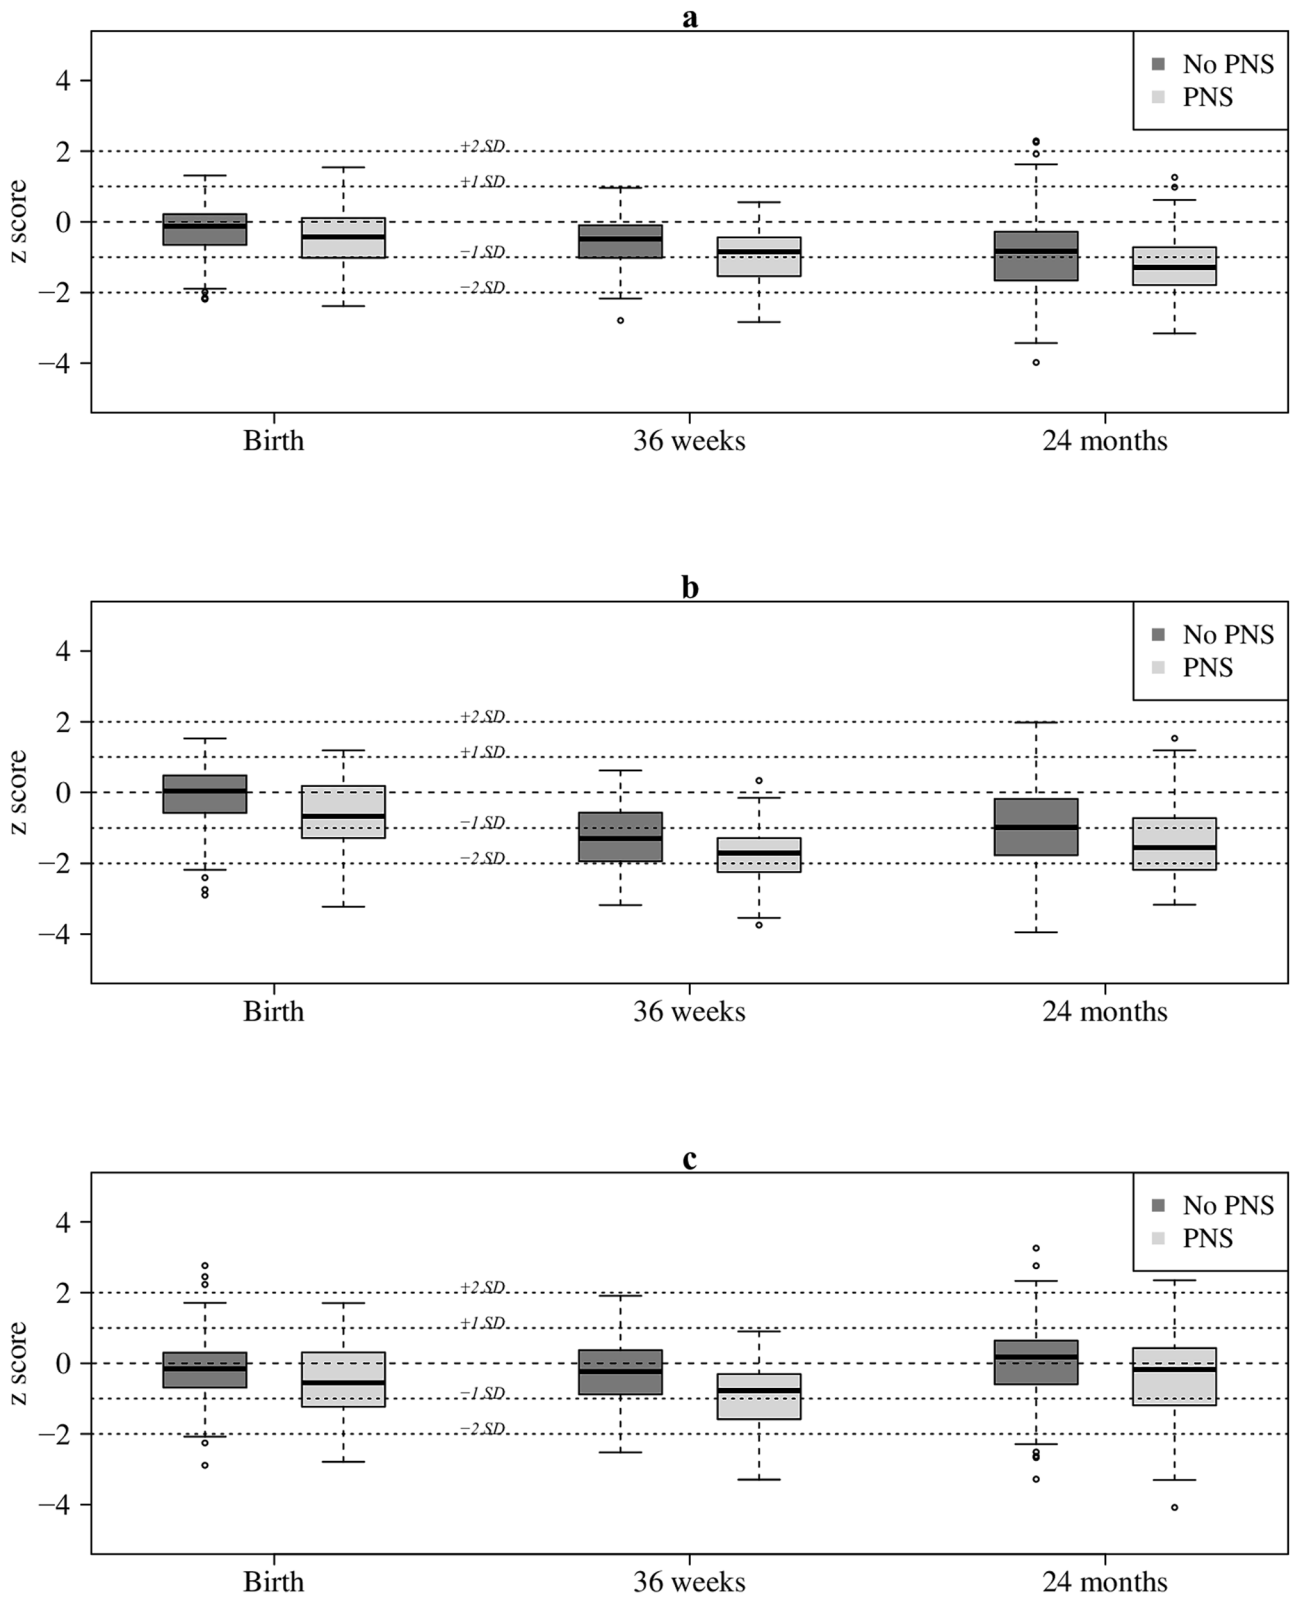 a
No PNS
PNS
z score
4
2
0
−2
−4
+2 SD
+1 SD
−1 SD
−2 SD
Birth 36 weeks 24 months
b
No PNS
PNS
z score
4
2
0
−2
−4
+2 SD
+1 SD
−1 SD
−2 SD
Birth 36 weeks 24 months
c
No PNS
PNS
z score
4
2
0
−2
−4
+2 SD
+1 SD
−1 SD
−2 SD
Birth 36 weeks 24 months